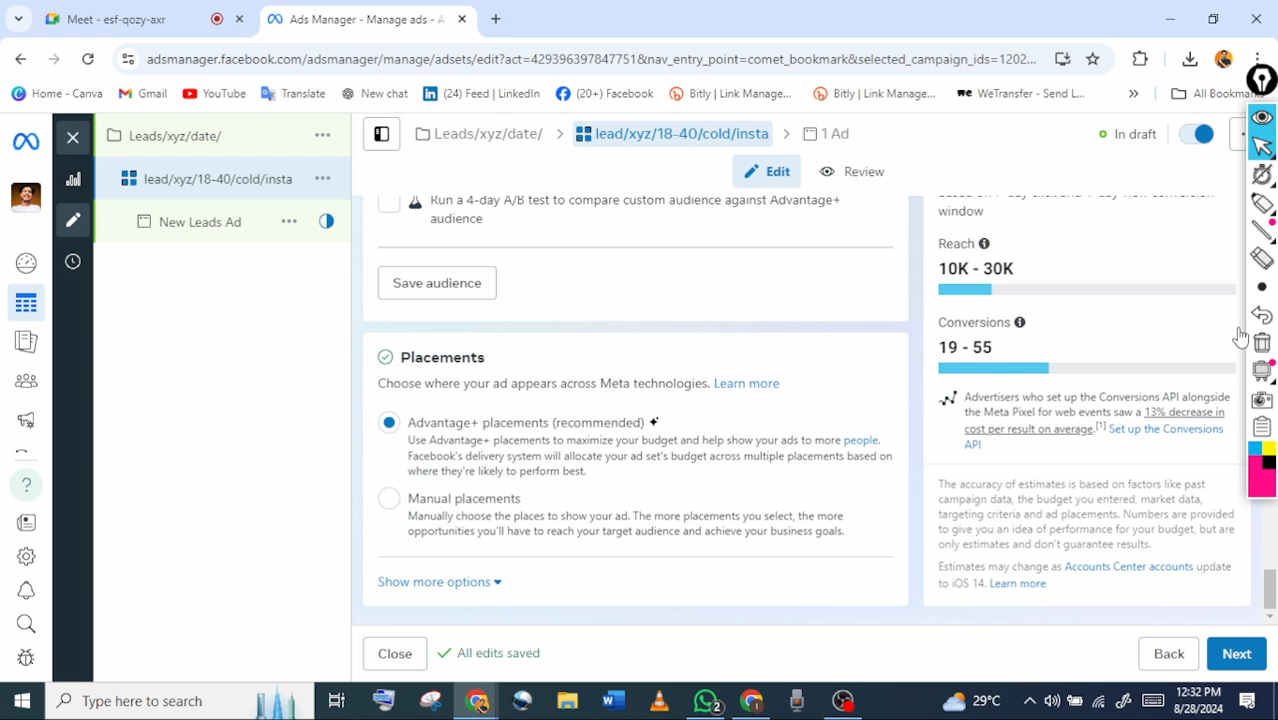 Meet - esf-qozy-axr
Ads Manager - Manage ads - A
adsmanager.facebook.com/adsmanager/manage/adsets/edit?act=429396397847751&nav_entry_point=comet_bookmark&selected_campaign_ids=1202...
Home - Canva
Gmail
YouTube
Translate
New chat
(24) Feed | LinkedIn
(20+) Facebook
Bitly | Link Manage...
Bitly | Link Manage...
WeTransfer - Send L...
All Bookmarks
Leads/xyz/date/
lead/xyz/18-40/cold/insta
New Leads Ad
Leads/xyz/date/
lead/xyz/18-40/cold/insta
1 Ad
In draft
Edit
Review
Run a 4-day A/B test to compare custom audience against Advantage+
audience
Save audience
Placements
Choose where your ad appears across Meta technologies. Learn more
Advantage+ placements (recommended)
Use Advantage+ placements to maximize your budget and help show your ads to more people.
Facebook's delivery system will allocate your ad set's budget across multiple placements based on
where they're likely to perform best.
Manual placements
Manually choose the places to show your ad. The more placements you select, the more
opportunities you'll have to reach your target audience and achieve your business goals.
Show more options
Based on 7-day click and 1-day view conversion
window
Reach
10K - 30K
Conversions
19 - 55
Advertisers who set up the Conversions API alongside
the Meta Pixel for web events saw a 13% decrease in
cost per result on average.[1] Set up the Conversions
API
The accuracy of estimates is based on factors like past
campaign data, the budget you entered, market data,
targeting criteria and ad placements. Numbers are provided
to give you an idea of performance for your budget, but are
only estimates and don't guarantee results.
Estimates may change as Accounts Center accounts update
to iOS 14. Learn more
Close
All edits saved
Back
Next
Type here to search
2
29°C
12:32 PM
8/28/2024